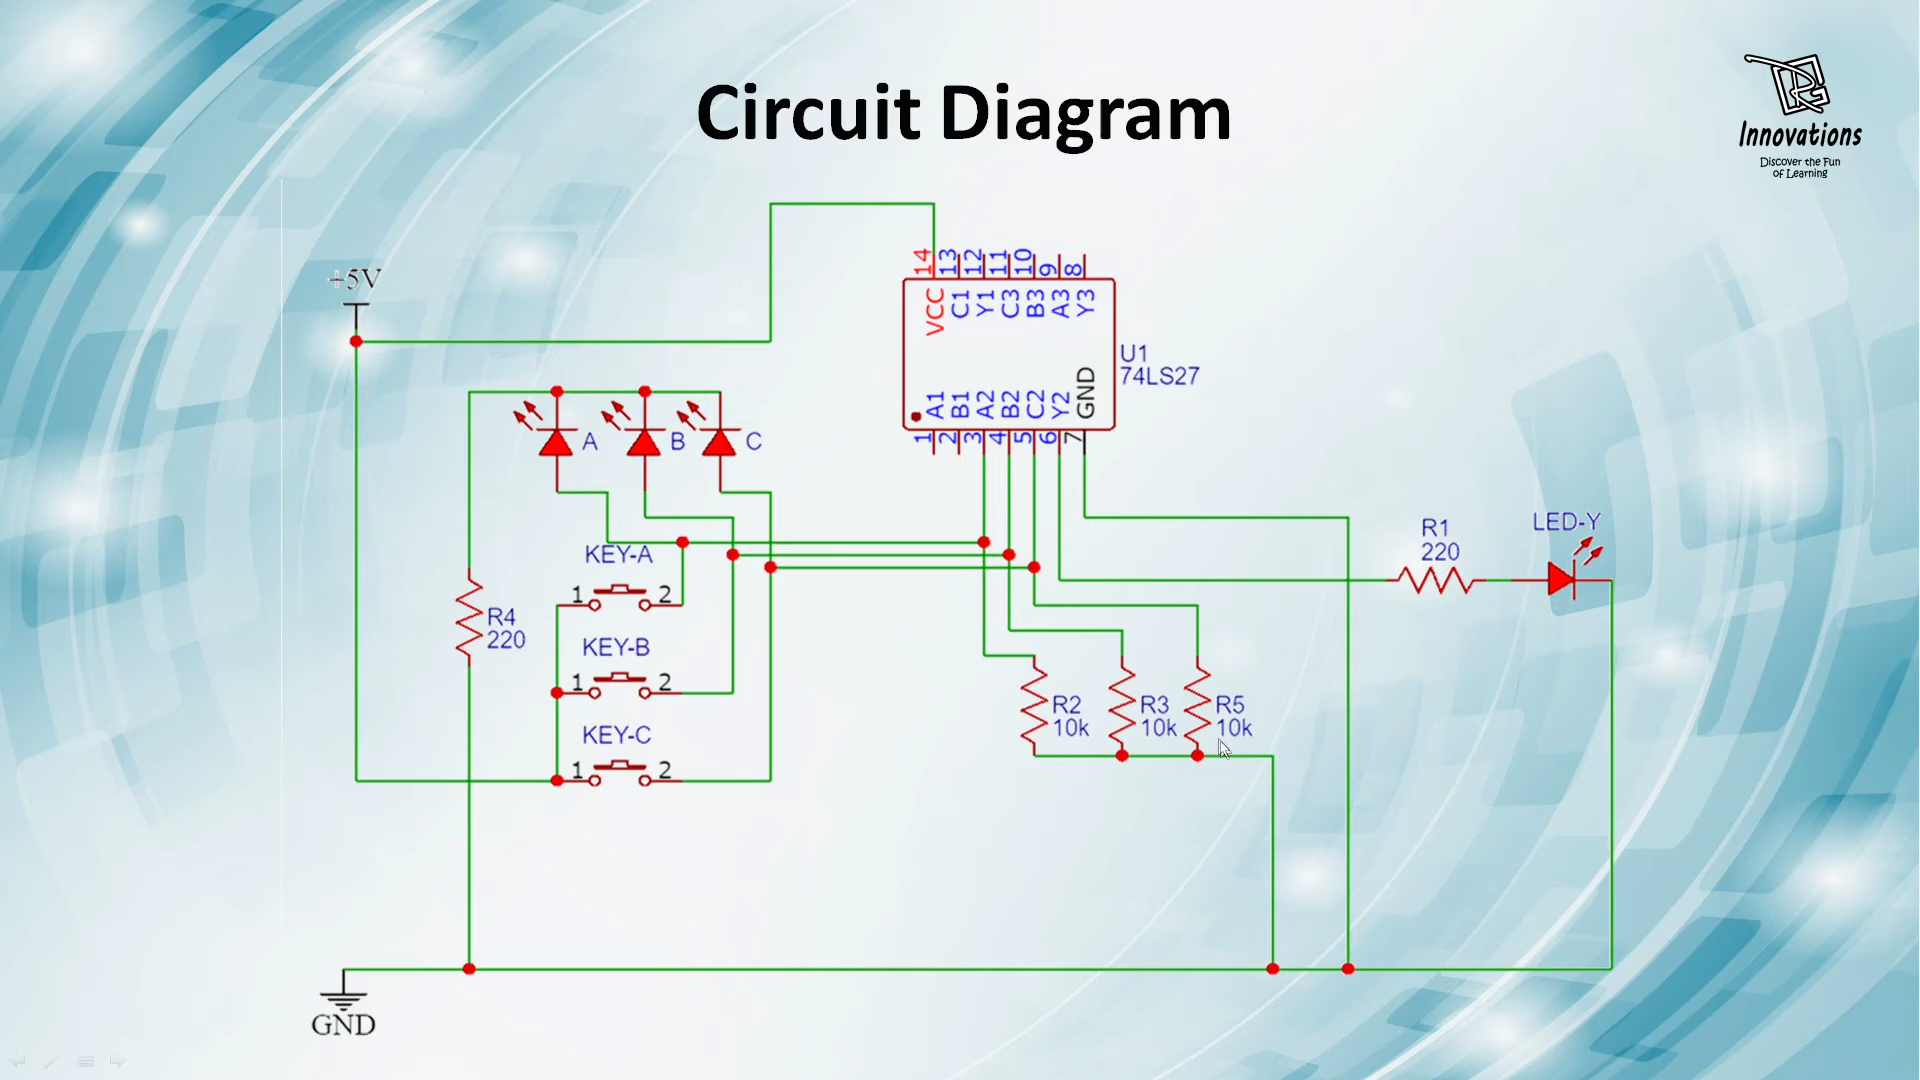 Circuit Diagram
Innovations
Discover the Fun
of Learning
+5V
14 13 12 11 10 9 8
VCC C1 Y1 C3 B3 A3 Y3
U1
74LS27
A1 B1 A2 B2 C2 Y2 GND
1 2 3 4 5 6 7
A B C
LED-Y
R1
220
KEY-A
1 2
R4
220
KEY-B
1 2
R2
10k
R3
10k
R5
10k
KEY-C
1 2
GND